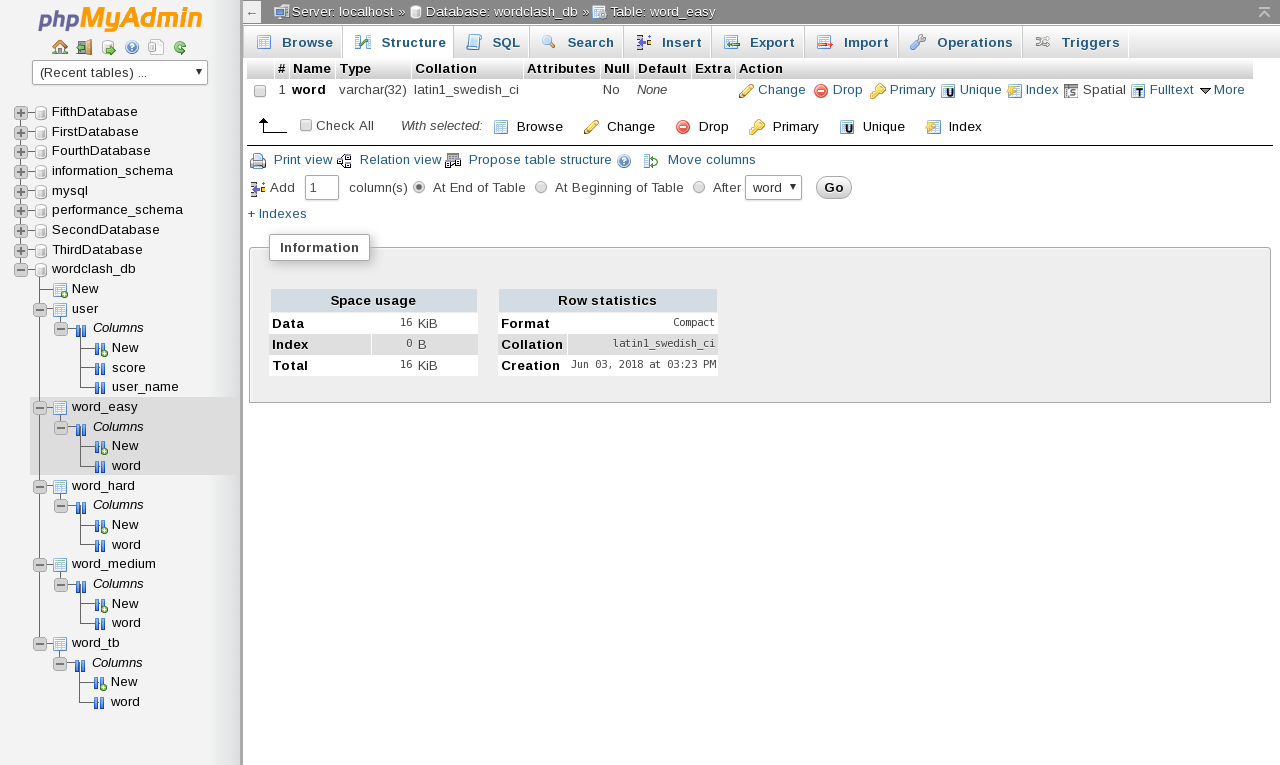 phpMyAdmin
(Recent tables) ...
FifthDatabase
FirstDatabase
FourthDatabase
information_schema
mysql
performance_schema
SecondDatabase
ThirdDatabase
wordclash_db
New
user
Columns
New
score
user_name
word_easy
Columns
New
word
word_hard
Columns
New
word
word_medium
Columns
New
word
word_tb
Columns
New
word
← Server: localhost » Database: wordclash_db » Table: word_easy
Browse Structure SQL Search Insert Export Import Operations Triggers
# Name Type Collation Attributes Null Default Extra Action
1 word varchar(32) latin1_swedish_ci No None Change Drop Primary Unique Index Spatial Fulltext More
Check All With selected: Browse Change Drop Primary Unique Index
Print view Relation view Propose table structure Move columns
Add 1 column(s) At End of Table At Beginning of Table After word Go
+ Indexes
Information
Space usage
Data 16 KiB
Index 0 B
Total 16 KiB
Row statistics
Format Compact
Collation latin1_swedish_ci
Creation Jun 03, 2018 at 03:23 PM